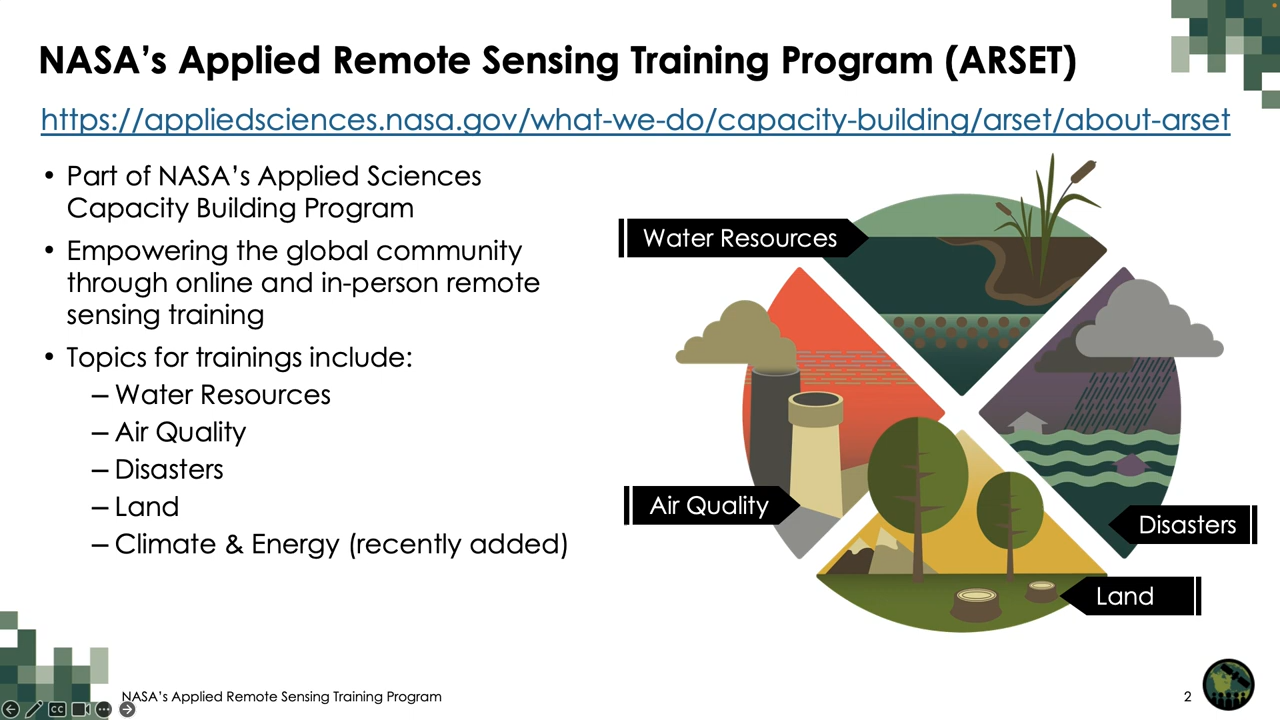 NASA’s Applied Remote Sensing Training Program (ARSET)
https://appliedsciences.nasa.gov/what-we-do/capacity-building/arset/about-arset
• Part of NASA’s Applied Sciences
Capacity Building Program
• Empowering the global community
through online and in-person remote
sensing training
• Topics for trainings include:
– Water Resources
– Air Quality
– Disasters
– Land
– Climate & Energy (recently added)
Water Resources
Air Quality
Disasters
Land
NASA’s Applied Remote Sensing Training Program
2
CC